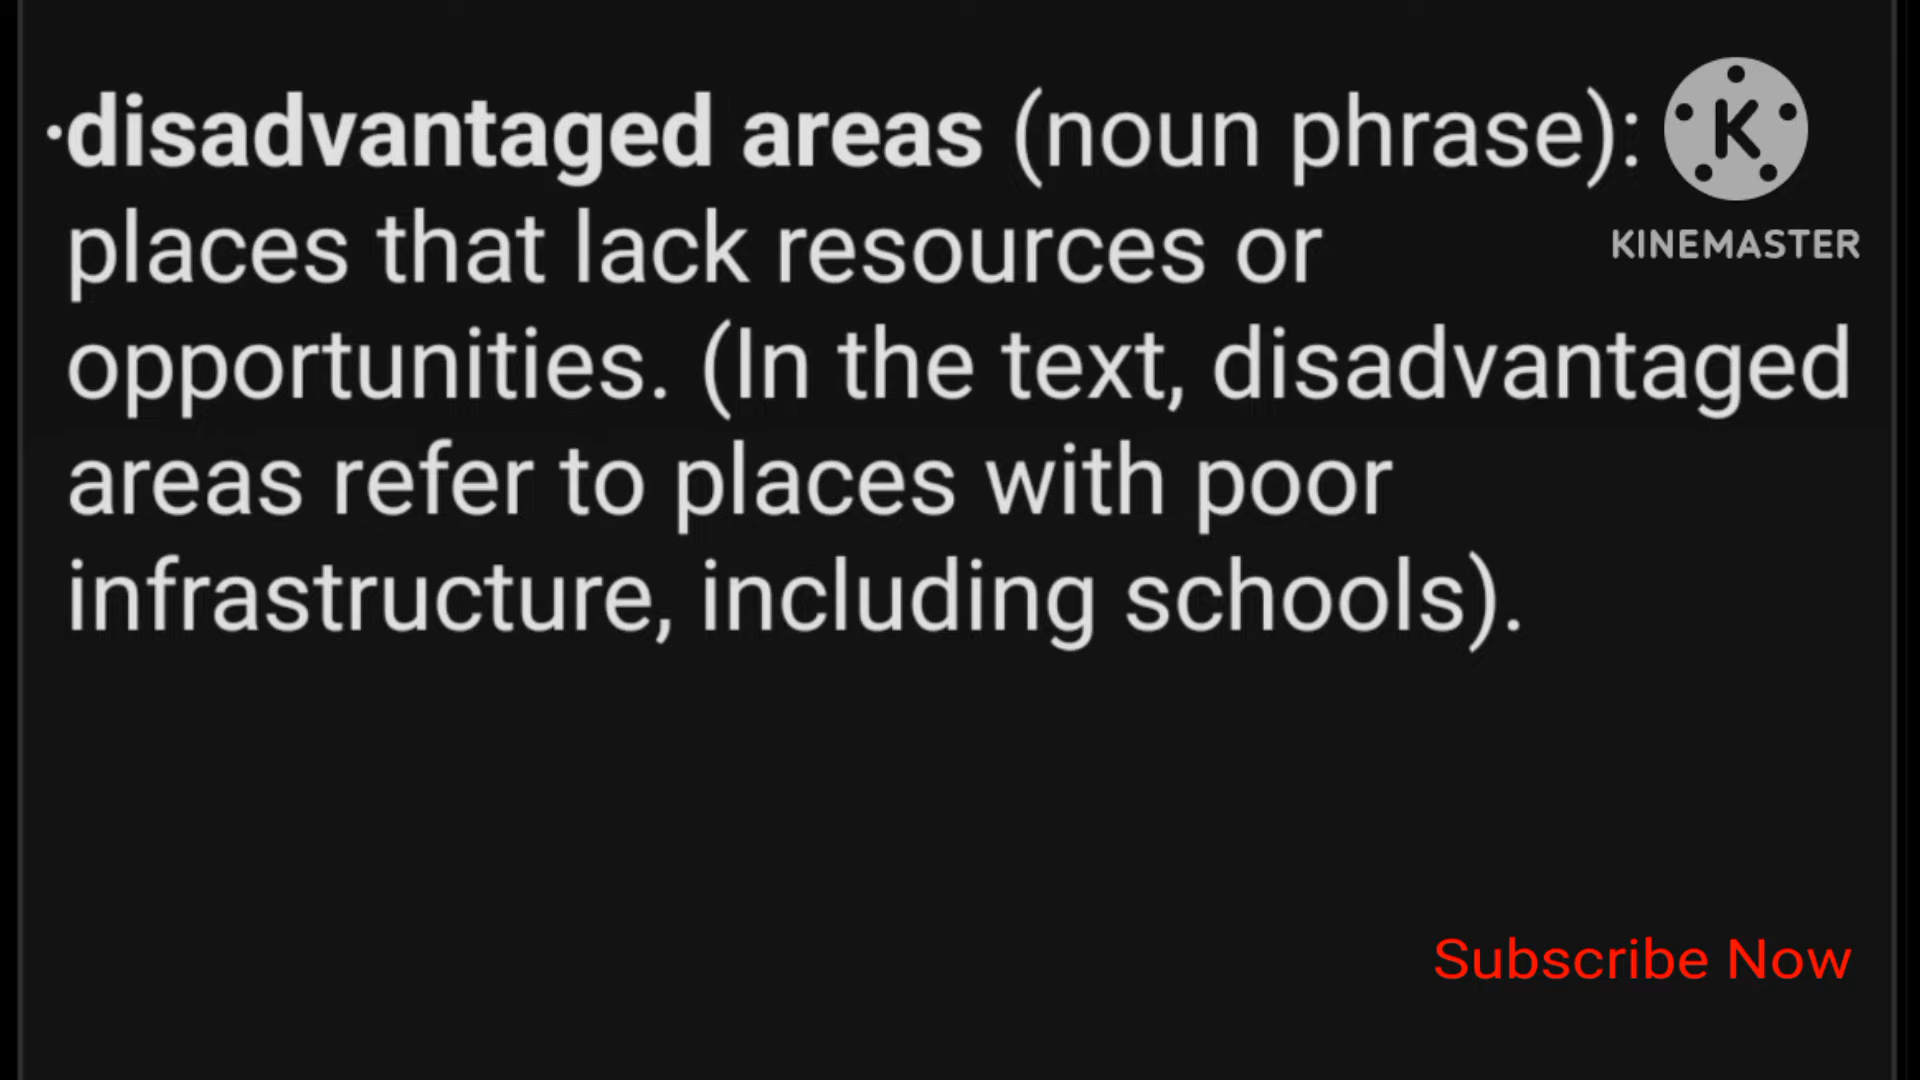 ·disadvantaged areas (noun phrase):
places that lack resources or
opportunities. (In the text, disadvantaged
areas refer to places with poor
infrastructure, including schools).
K
KINEMASTER
Subscribe Now